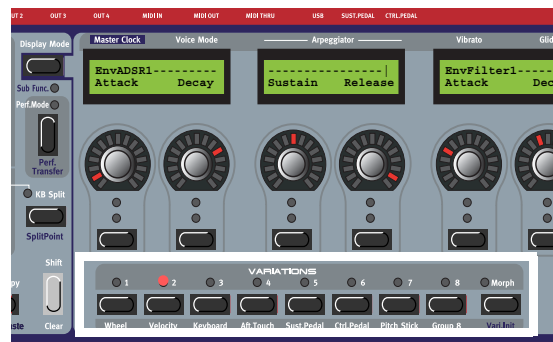 UT 2 OUT 3 OUT 4 MIDI IN MIDI OUT MIDI THRU USB SUST.PEDAL CTRL.PEDAL
Display Mode Master Clock Voice Mode Arpeggiator Vibrato Glid
EnvADSR1---------
Attack Decay
----------------|
Sustain Release
EnvFilter1-
Attack Dec
Sub Func.
Perf.Mode
Perf.
Transfer
KB Split
SplitPoint
Shift
Clear
py
ste
VARIATIONS
1 2 3 4 5 6 7 8 Morph
Wheel Velocity Keyboard Aft.Touch Sust.Pedal Ctrl.Pedal Pitch Stick Group 8 Vari.Init